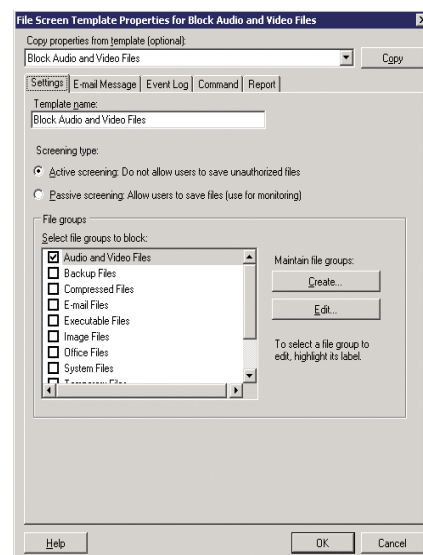 File Screen Template Properties for Block Audio and Video Files
Copy properties from template (optional):
Block Audio and Video Files
Copy
Settings E-mail Message Event Log Command Report
Template name:
Block Audio and Video Files
Screening type:
Active screening: Do not allow users to save unauthorized files
Passive screening: Allow users to save files (use for monitoring)
File groups
Select file groups to block:
Audio and Video Files
Backup Files
Compressed Files
E-mail Files
Executable Files
Image Files
Office Files
System Files
Temporary Files
Maintain file groups:
Create...
Edit...
To select a file group to
edit, highlight its label.
Help OK Cancel